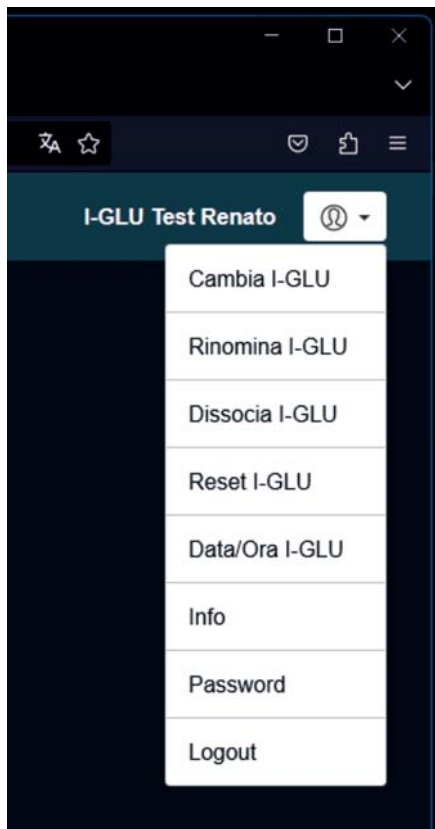 I-GLU Test Renato
Cambia I-GLU
Rinomina I-GLU
Dissocia I-GLU
Reset I-GLU
Data/Ora I-GLU
Info
Password
Logout